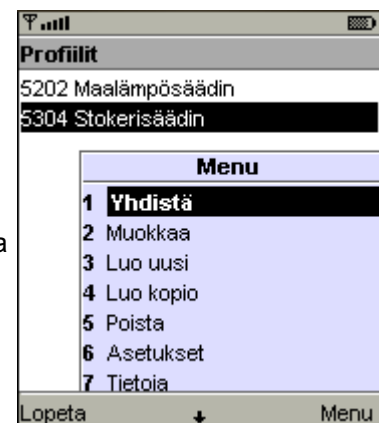 Profiilit
5202 Maalämpösäädin
5304 Stokerisäädin
Menu
1 Yhdistä
a
2 Muokkaa
3 Luo uusi
4 Luo kopio
5 Poista
6 Asetukset
7 Tietoja
Lopeta Menu